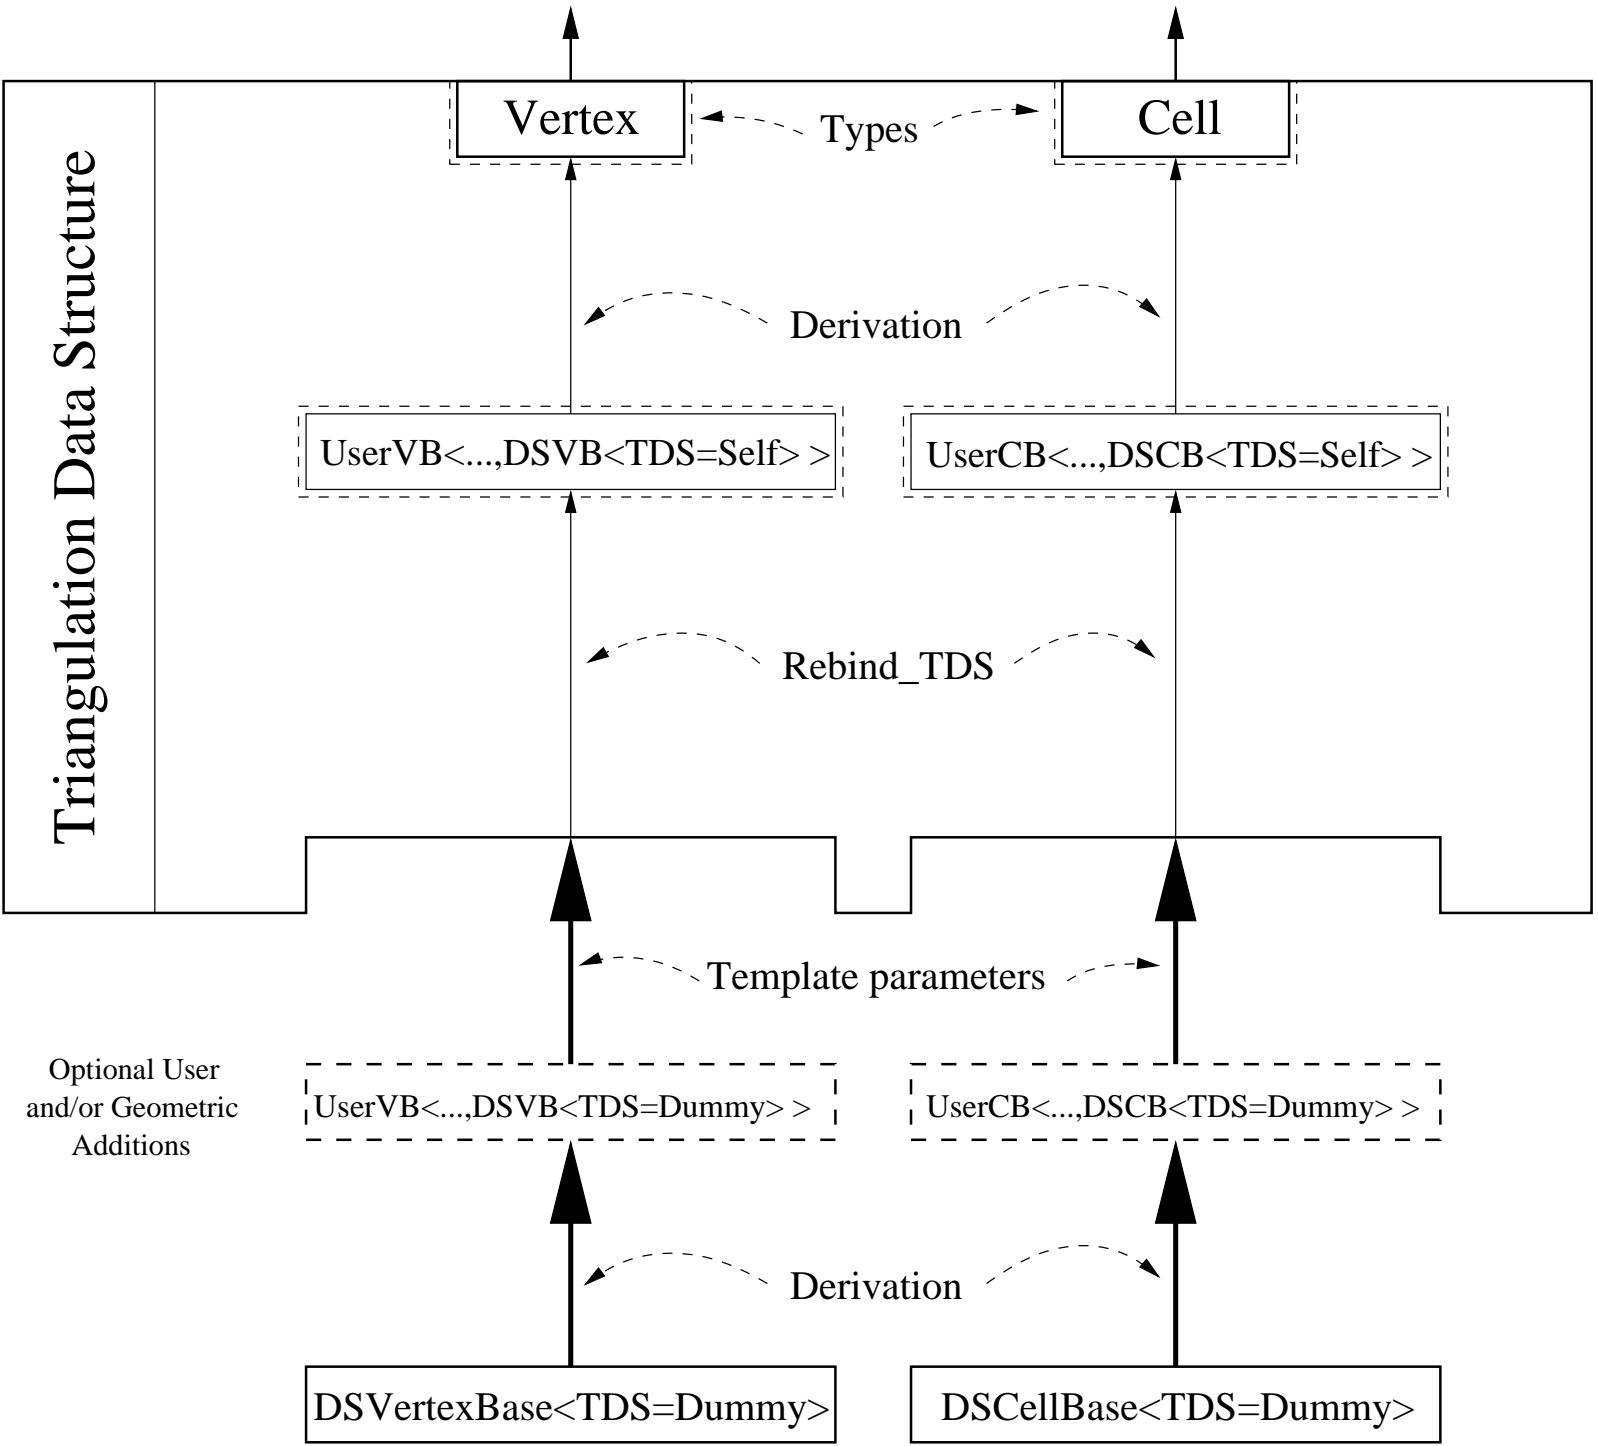 Vertex
Types
Cell
Triangulation Data Structure
Derivation
UserVB<...,DSVB<TDS=Self> >
UserCB<...,DSCB<TDS=Self> >
Rebind_TDS
Template parameters
Optional User
and/or Geometric
Additions
UserVB<...,DSVB<TDS=Dummy> >
UserCB<...,DSCB<TDS=Dummy> >
Derivation
DSVertexBase<TDS=Dummy>
DSCellBase<TDS=Dummy>